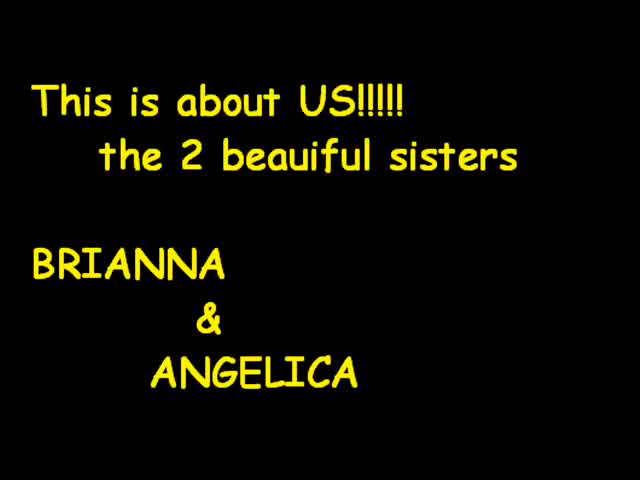 This is about US!!!!!
the 2 beauiful sisters
BRIANNA
&
ANGELICA